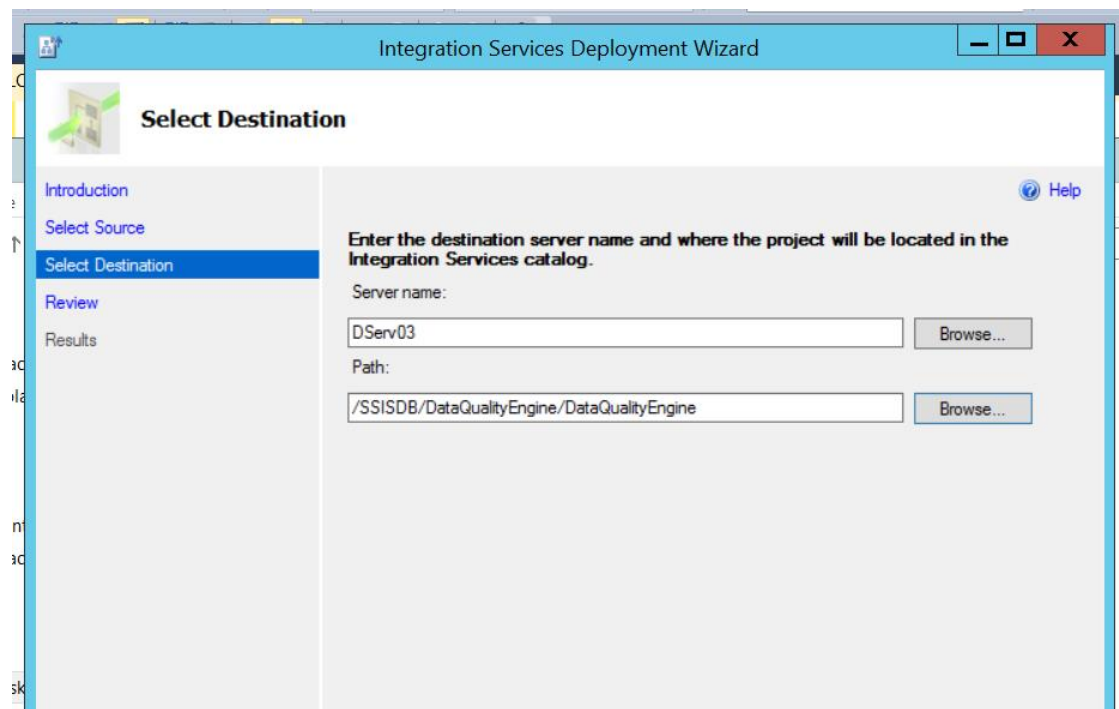 Integration Services Deployment Wizard
Select Destination
Introduction
Help
Select Source
Enter the destination server name and where the project will be located in the
Integration Services catalog.
Select Destination
Server name:
Review
DServ03
Browse...
Results
Path:
/SSISDB/DataQualityEngine/DataQualityEngine
Browse...